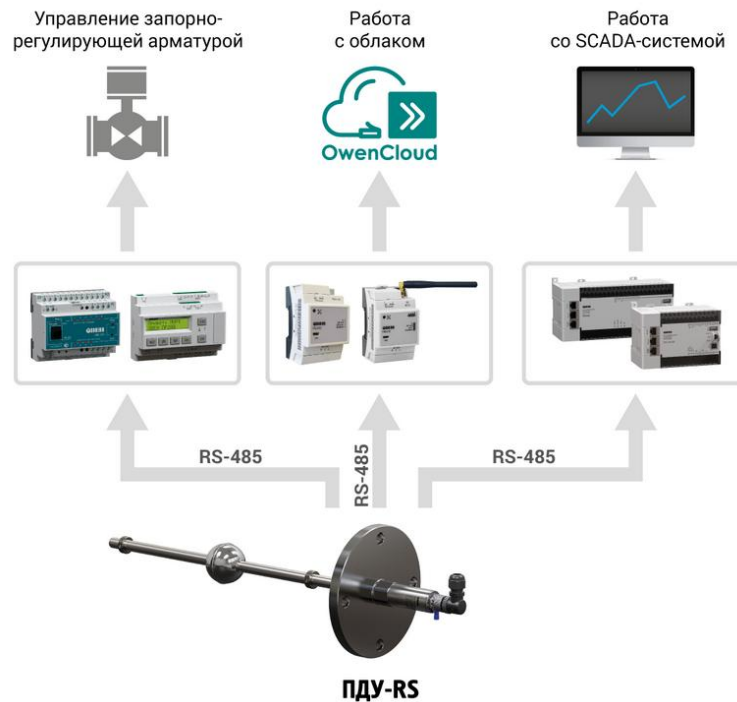 Управление запорно-
регулирующей арматурой
Работа
с облаком
Работа
со SCADA-системой
OwenCloud
RS-485
RS-485
RS-485
ПДУ-RS